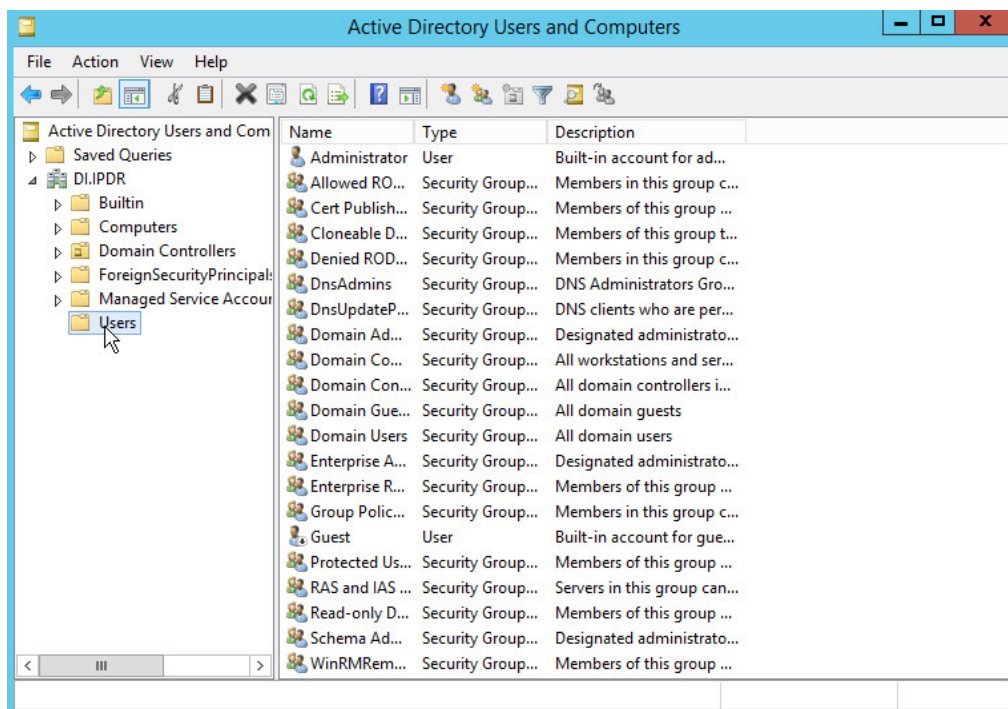 Active Directory Users and Computers
File Action View Help
Active Directory Users and Com
Saved Queries
DI.IPDR
Builtin
Computers
Domain Controllers
ForeignSecurityPrincipals
Managed Service Accour
Users
Name Type Description
Administrator User Built-in account for ad...
Allowed RO... Security Group... Members in this group c...
Cert Publish... Security Group... Members of this group ...
Cloneable D... Security Group... Members of this group t...
Denied ROD... Security Group... Members in this group c...
DnsAdmins Security Group... DNS Administrators Gro...
DnsUpdateP... Security Group... DNS clients who are per...
Domain Ad... Security Group... Designated administrato...
Domain Co... Security Group... All workstations and ser...
Domain Con... Security Group... All domain controllers i...
Domain Gue... Security Group... All domain guests
Domain Users Security Group... All domain users
Enterprise A... Security Group... Designated administrato...
Enterprise R... Security Group... Members of this group ...
Group Polic... Security Group... Members in this group c...
Guest User Built-in account for gue...
Protected Us... Security Group... Members of this group ...
RAS and IAS ... Security Group... Servers in this group can...
Read-only D... Security Group... Members of this group ...
Schema Ad... Security Group... Designated administrato...
WinRMRem... Security Group... Members of this group ...